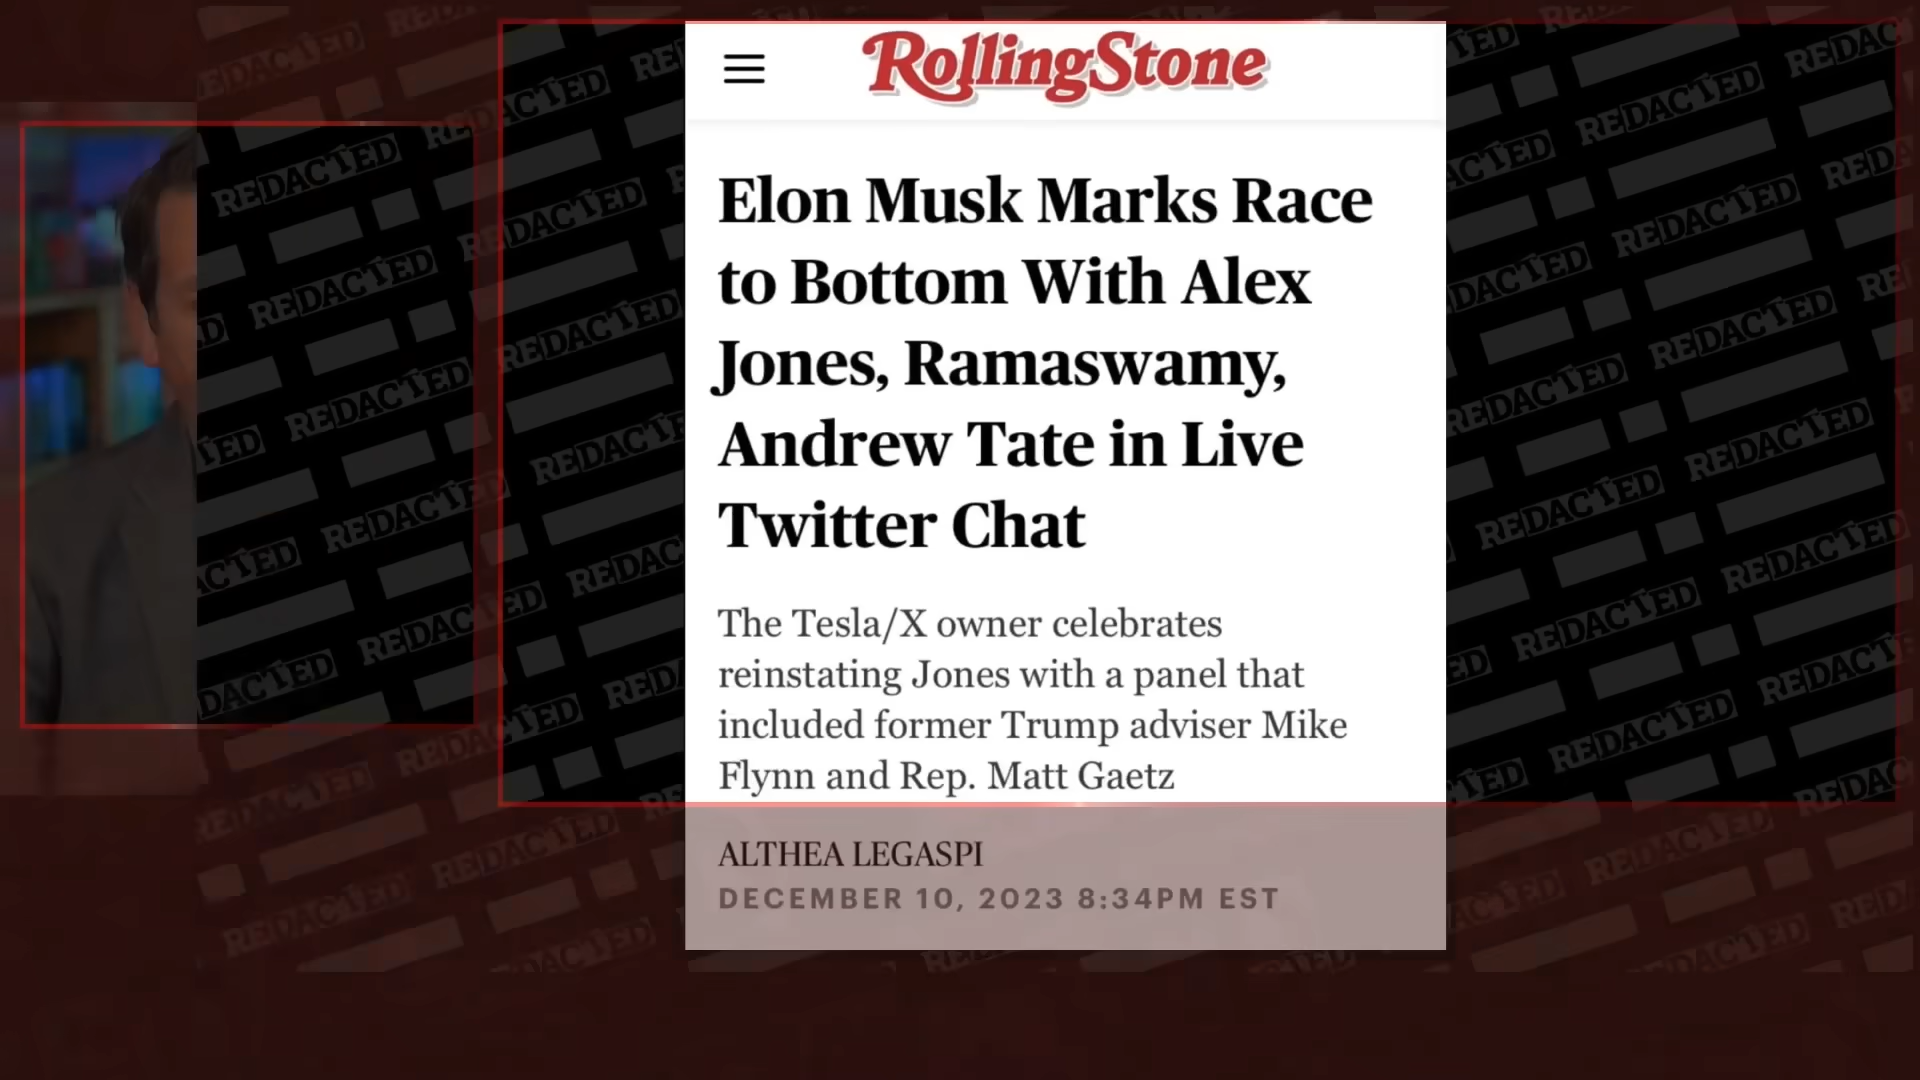 RollingStone
Elon Musk Marks Race
to Bottom With Alex
Jones, Ramaswamy,
Andrew Tate in Live
Twitter Chat
The Tesla/X owner celebrates
reinstating Jones with a panel that
included former Trump adviser Mike
Flynn and Rep. Matt Gaetz
ALTHEA LEGASPI
DECEMBER 10, 2023 8:34PM EST
REDACTED